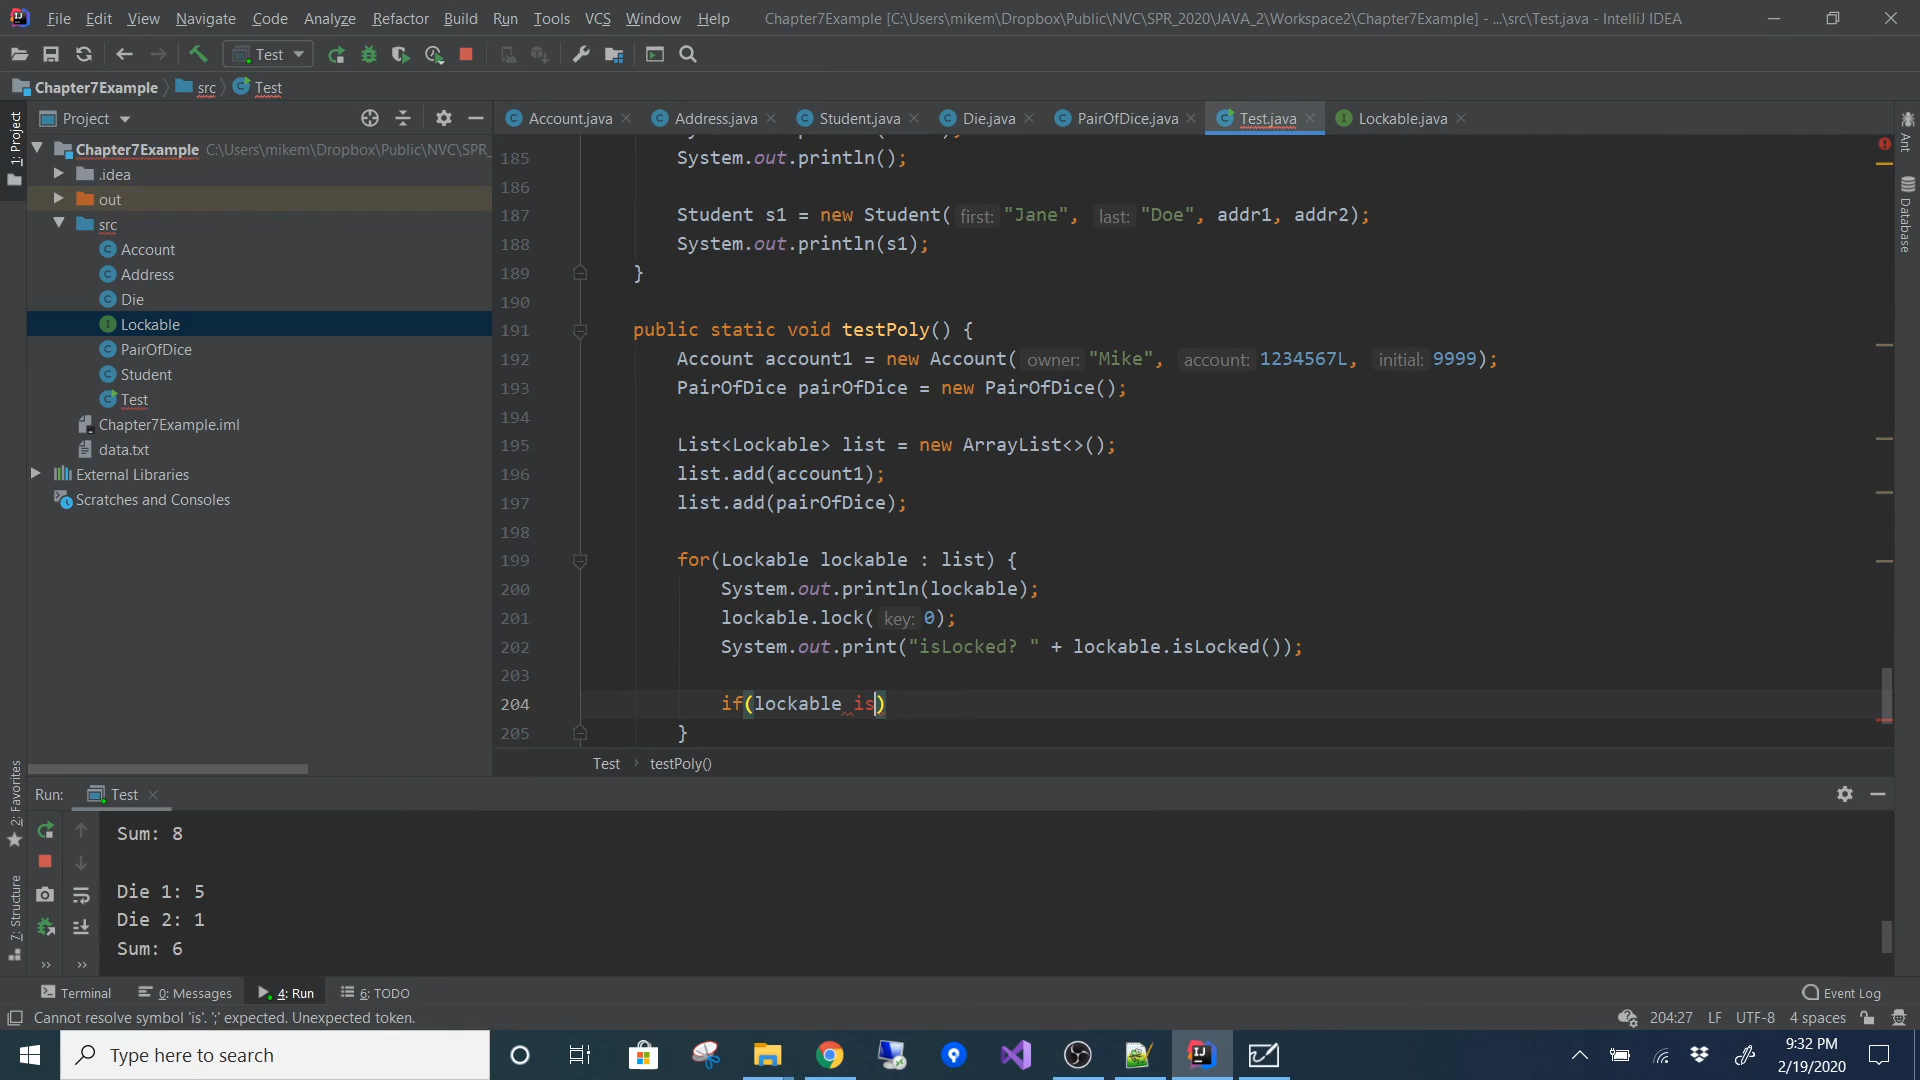 File Edit View Navigate Code Analyze Refactor Build Run Tools VCS Window Help Chapter7Example [C:\Users\mikem\Dropbox\Public\NVC\SPR_2020\JAVA_2\Workspace2\Chapter7Example] - ...\src\Test.java - IntelliJ IDEA
Test
Chapter7Example src Test
1: Project
Project
Chapter7Example C:\Users\mikem\Dropbox\Public\NVC\SPR_
.idea
out
src
Account
Address
Die
Lockable
PairOfDice
Student
Test
Chapter7Example.iml
data.txt
External Libraries
Scratches and Consoles
Account.java Address.java Student.java Die.java PairOfDice.java Test.java Lockable.java
185 System.out.println();
186
187 Student s1 = new Student( first: "Jane", last: "Doe", addr1, addr2);
188 System.out.println(s1);
189 }
190
191 public static void testPoly() {
192 Account account1 = new Account( owner: "Mike", account: 1234567L, initial: 9999);
193 PairOfDice pairOfDice = new PairOfDice();
194
195 List<Lockable> list = new ArrayList<>();
196 list.add(account1);
197 list.add(pairOfDice);
198
199 for(Lockable lockable : list) {
200 System.out.println(lockable);
201 lockable.lock( key: 0);
202 System.out.print("isLocked? " + lockable.isLocked());
203
204 if(lockable is)
205 }
Test › testPoly()
Ant
Database
2: Favorites
7: Structure
Run: Test
Sum: 8
Die 1: 5
Die 2: 1
Sum: 6
Terminal 0: Messages 4: Run 6: TODO Event Log
Cannot resolve symbol 'is'. ';' expected. Unexpected token. 204:27 LF UTF-8 4 spaces
Type here to search
9:32 PM
2/19/2020